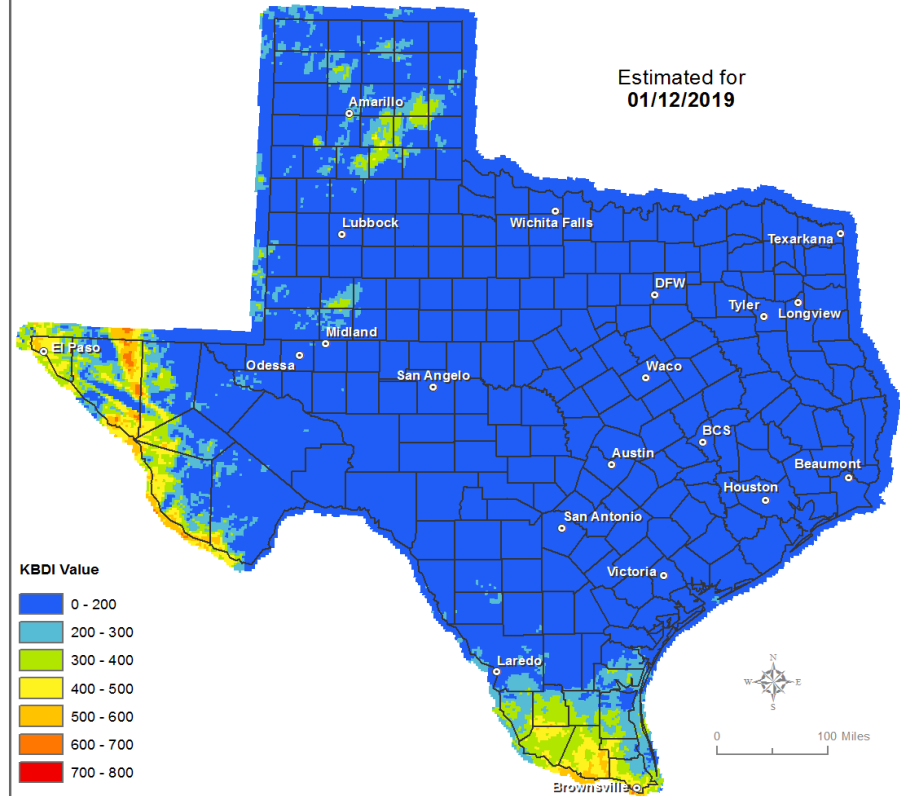 Estimated for
01/12/2019
Amarillo
Lubbock
Wichita Falls
Texarkana
DFW
Tyler
Longview
Midland
El Paso
Odessa
San Angelo
Waco
BCS
Austin
Beaumont
Houston
San Antonio
Victoria
Laredo
Brownsville
KBDI Value
0 - 200
200 - 300
300 - 400
400 - 500
500 - 600
600 - 700
700 - 800
N
W E
S
0 100 Miles